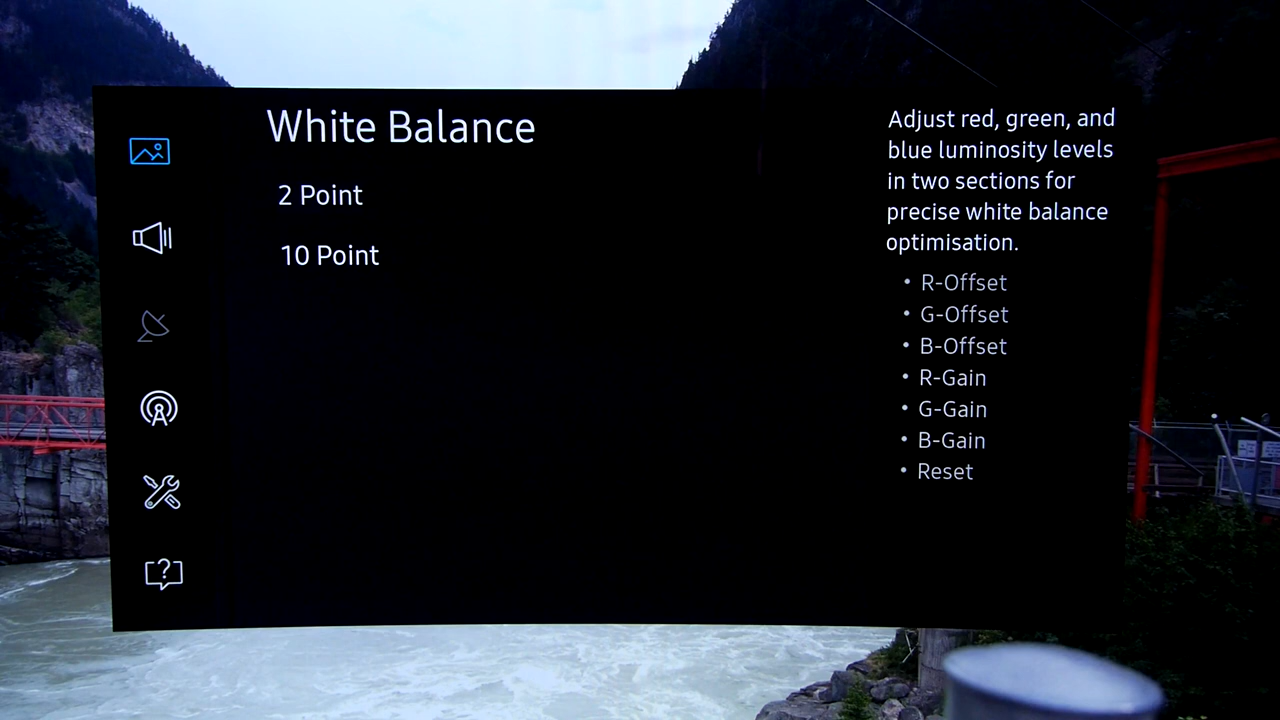 White Balance
2 Point
10 Point
Adjust red, green, and
blue luminosity levels
in two sections for
precise white balance
optimisation.
• R-Offset
• G-Offset
• B-Offset
• R-Gain
• G-Gain
• B-Gain
• Reset